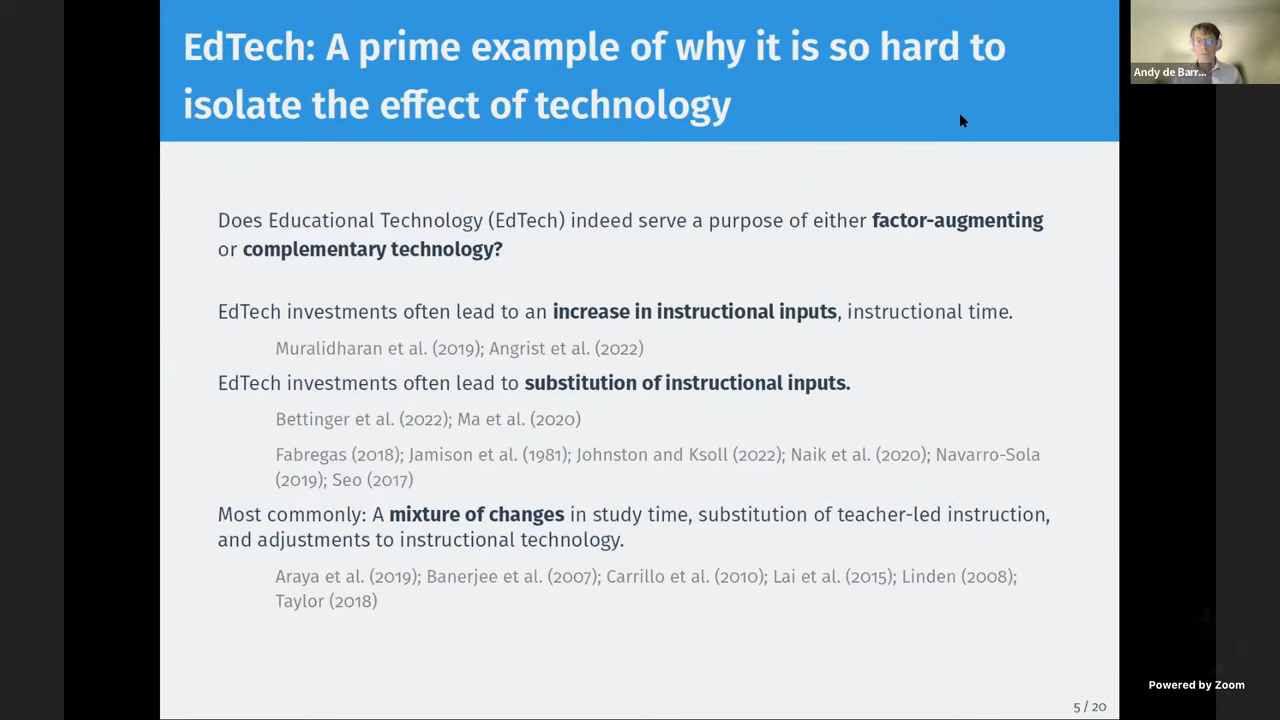 EdTech: A prime example of why it is so hard to
isolate the effect of technology
Andy de Barr...
Does Educational Technology (EdTech) indeed serve a purpose of either factor-augmenting
or complementary technology?
EdTech investments often lead to an increase in instructional inputs, instructional time.
Muralidharan et al. (2019); Angrist et al. (2022)
EdTech investments often lead to substitution of instructional inputs.
Bettinger et al. (2022); Ma et al. (2020)
Fabregas (2018); Jamison et al. (1981); Johnston and Ksoll (2022); Naik et al. (2020); Navarro-Sola
(2019); Seo (2017)
Most commonly: A mixture of changes in study time, substitution of teacher-led instruction,
and adjustments to instructional technology.
Araya et al. (2019); Banerjee et al. (2007); Carrillo et al. (2010); Lai et al. (2015); Linden (2008);
Taylor (2018)
Powered by Zoom
5 / 20